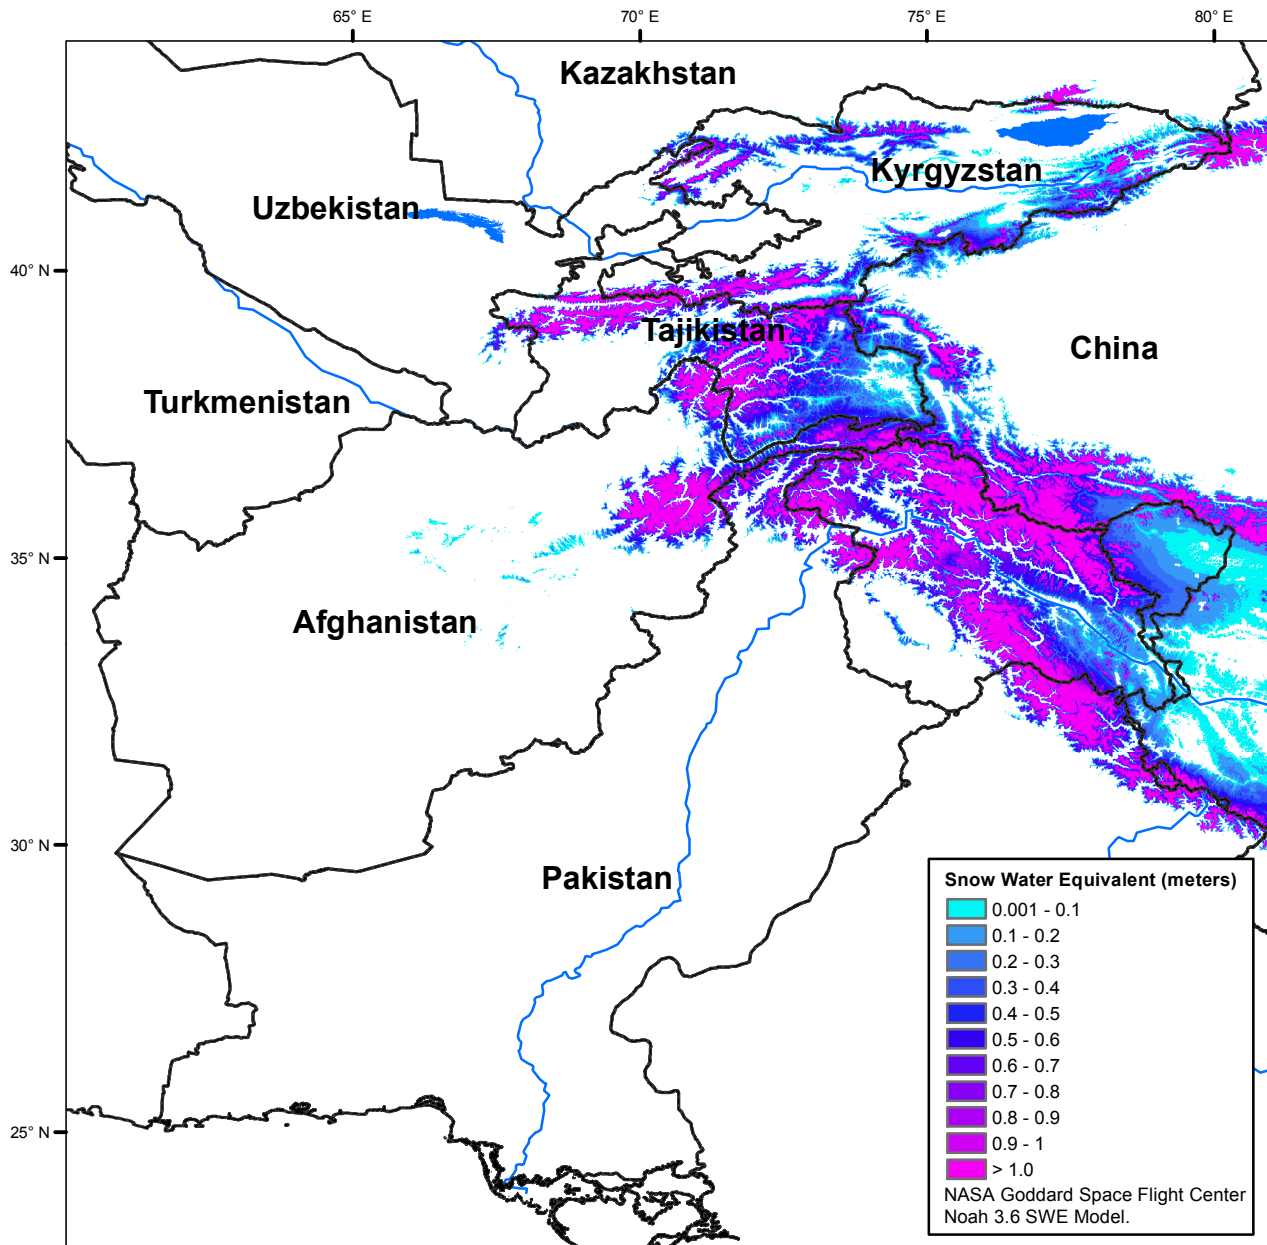 65° E
70° E
75° E
80° E
Kazakhstan
Kyrgyzstan
Uzbekistan
40° N
Tajikistan
China
Turkmenistan
35° N
Afghanistan
30° N
Pakistan
25° N
Snow Water Equivalent (meters)
0.001 - 0.1
0.1 - 0.2
0.2 - 0.3
0.3 - 0.4
0.4 - 0.5
0.5 - 0.6
0.6 - 0.7
0.7 - 0.8
0.8 - 0.9
0.9 - 1
> 1.0
NASA Goddard Space Flight Center
Noah 3.6 SWE Model.